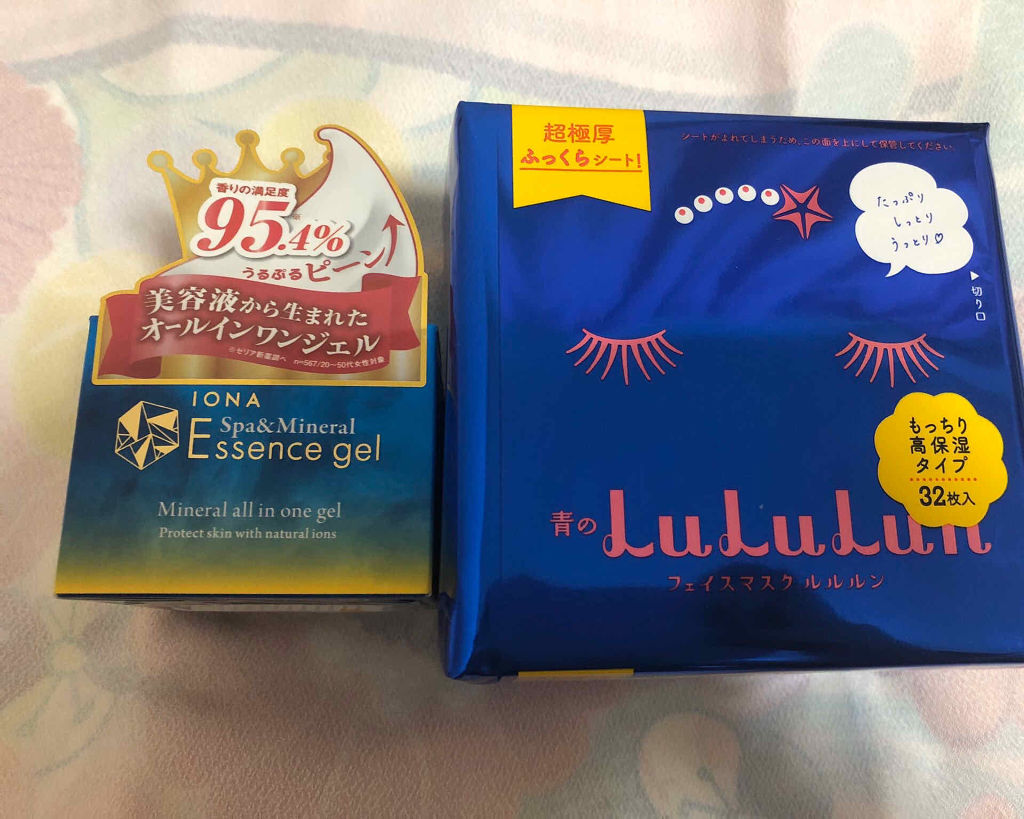 香りの満足度
95.4%
※
うるぷるピーン
美容液から生まれた
オールインワンジェル
※セリア新薬調べ n=567/20〜50代女性対象
IONA
Spa&Mineral
Essence gel
Mineral all in one gel
Protect skin with natural ions
超極厚
ふっくらシート!
シートがよれてしまうため、この面を上にして保管してください。
たっぷり
しっとり
うっとり♡
▶切り口
もっちり
高保湿
タイプ
32枚入
青の LuLuLun
フェイスマスク ルルルン